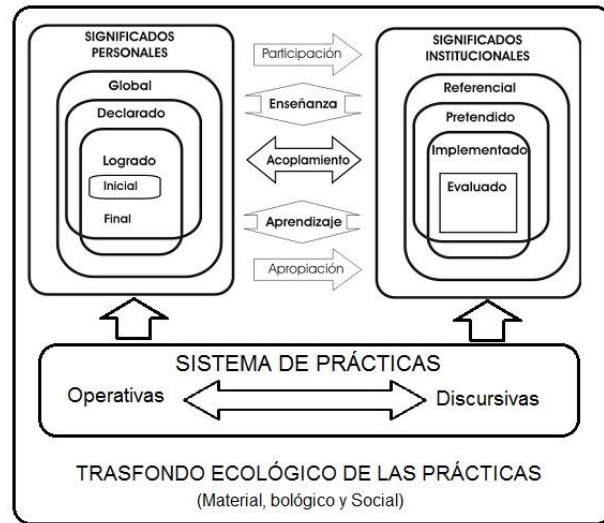 SIGNIFICADOS
PERSONALES
Global
Declarado
Logrado
Inicial
Final
Participación
Enseñanza
Acoplamiento
Aprendizaje
Apropiación
SIGNIFICADOS
INSTITUCIONALES
Referencial
Pretendido
Implementado
Evaluado
SISTEMA DE PRÁCTICAS
Operativas
Discursivas
TRASFONDO ECOLÓGICO DE LAS PRÁCTICAS
(Material, bológico y Social)